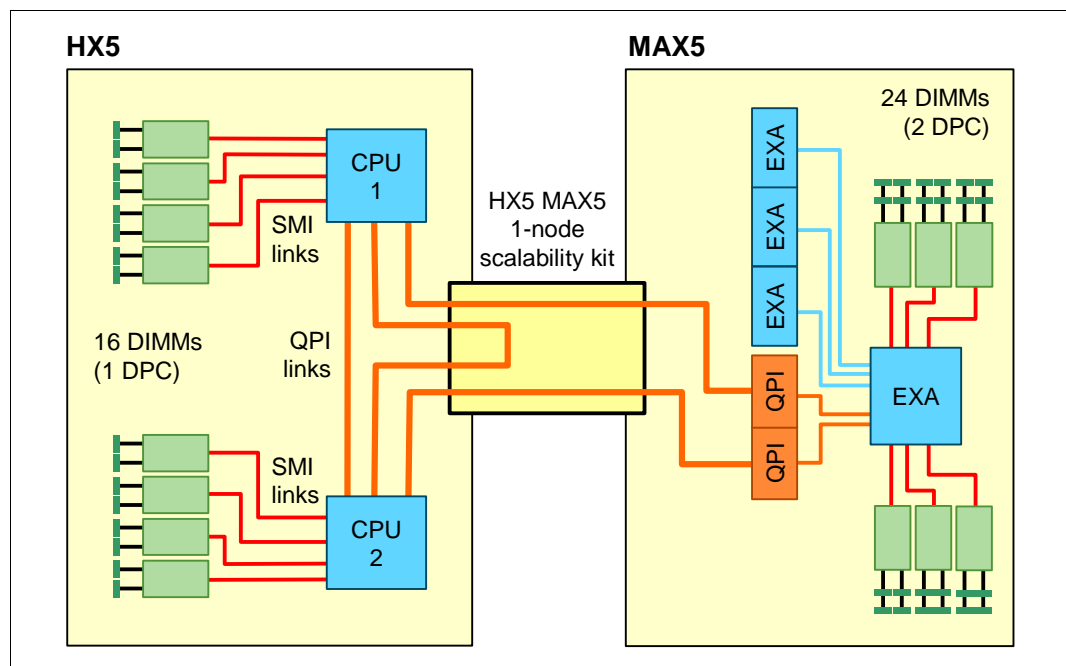 HX5
MAX5
CPU
1
SMI
links
16 DIMMs
(1 DPC)
QPI
links
SMI
links
CPU
2
HX5 MAX5
1-node
scalability kit
24 DIMMs
(2 DPC)
EXA
EXA
EXA
QPI
QPI
EXA